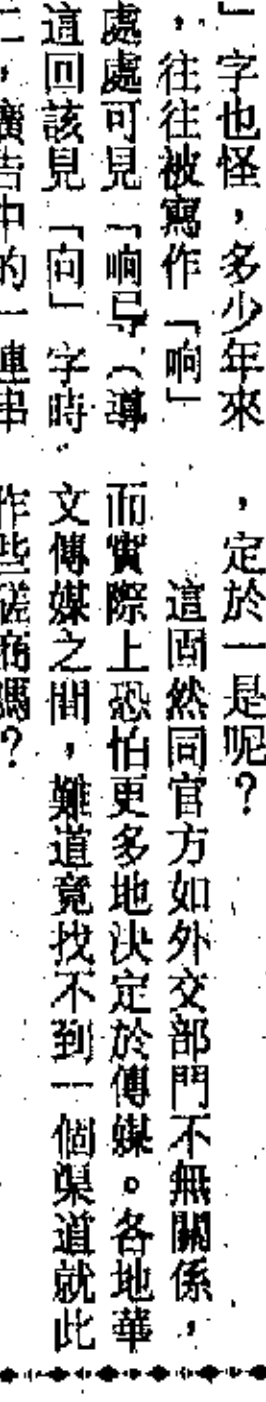 」字也怪，多少年來
，往往被寫作「响」
處處可見「响导（導
這回該見「向」字時
二，廣告中的一連串
，定於一是呢？
這固然同官方如外交部門不無關係，
而實際上恐怕更多地決定於傳媒。各地華
文傳媒之間，難道竟找不到一個渠道就此
作些磋商嗎？